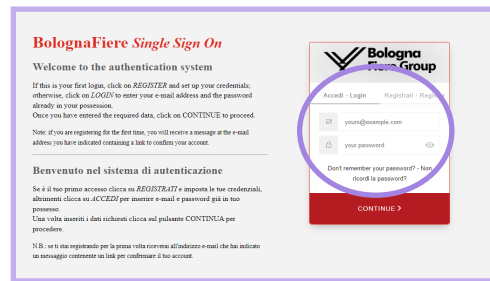 BolognaFiere Single Sign On
Welcome to the authentication system
If this is your first login, click on REGISTER and set up your credentials;
otherwise, click on LOGIN to enter your e-mail address and the password
already in your possession.
Once you have entered the required data, click on CONTINUE to proceed.
Note: if you are registering for the first time, you will receive a message at the e-mail
address you have indicated containing a link to confirm your account.
Benvenuto nel sistema di autenticazione
Se è il tuo primo accesso clicca su REGISTRATI e imposta le tue credenziali,
altrimenti clicca su ACCEDI per inserire e-mail e password già in tuo
possesso.
Una volta inseriti i dati richiesti clicca sul pulsante CONTINUA per
procedere.
N.B.: se ti stai registrando per la prima volta riceverai all'indirizzo e-mail che hai indicato
un messaggio contenente un link per confermare il tuo account.
Bologna
Fiere Group
Accedi - Login Registrati -
yours@example.com
your password
Don't remember your password? - Non
ricordi la password?
CONTINUE >